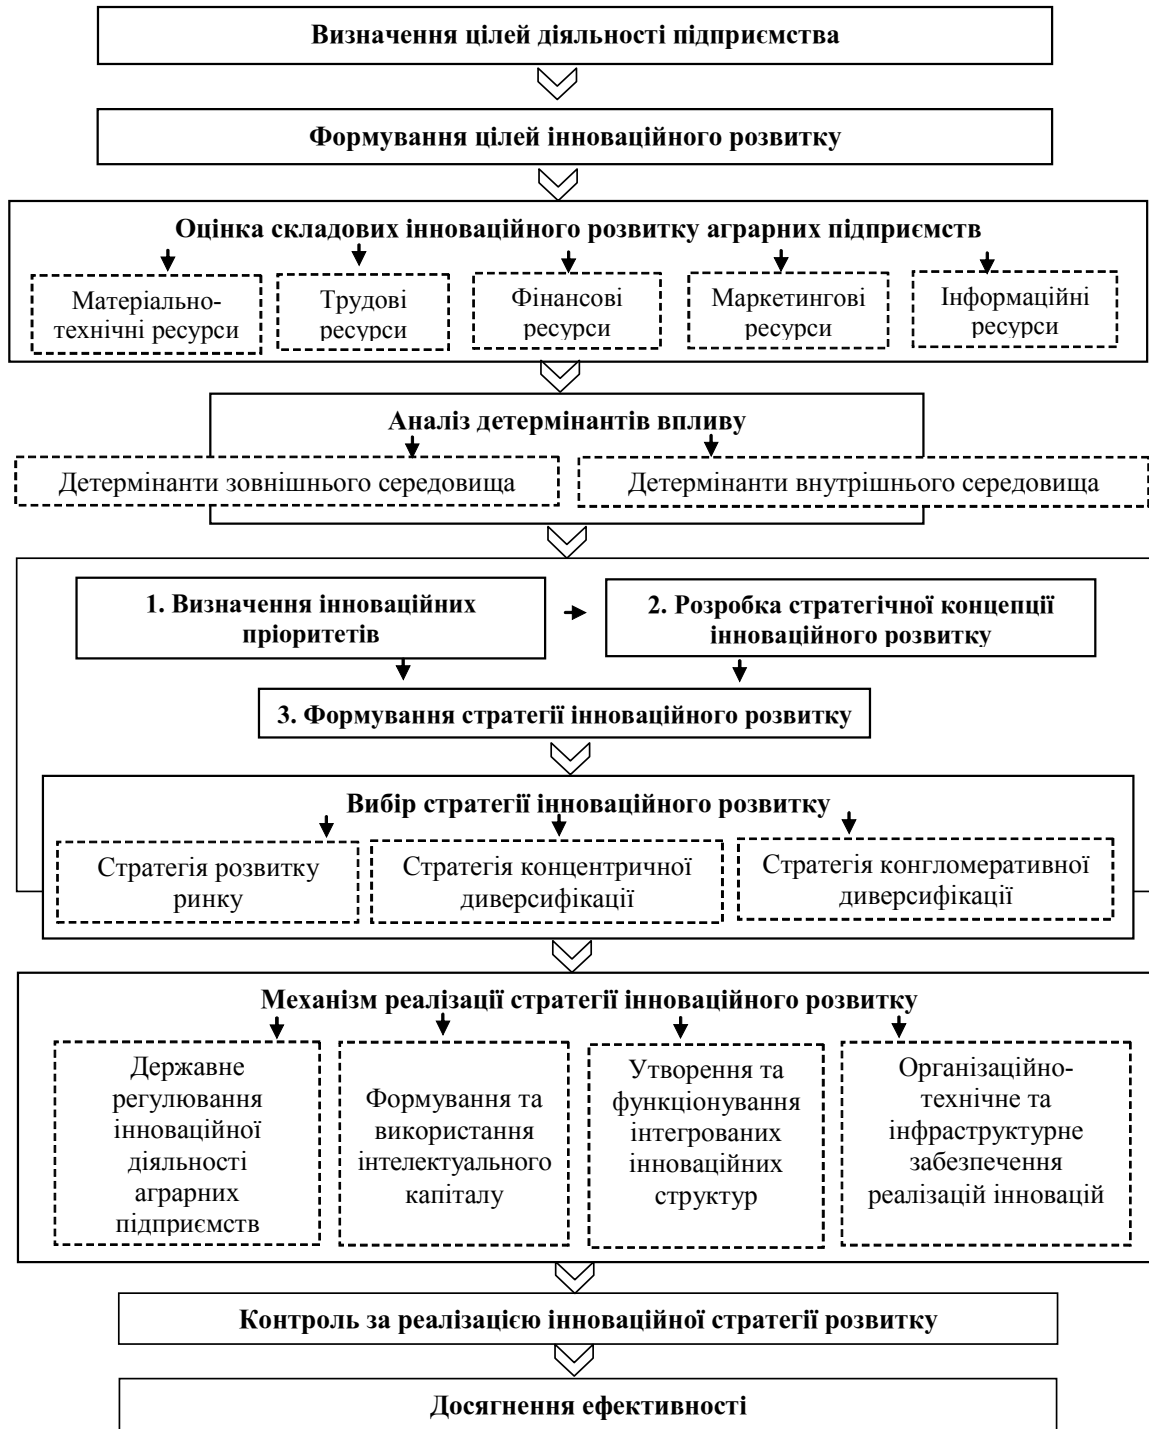 Визначення цілей діяльності підприємства
Формування цілей інноваційного розвитку
Оцінка складових інноваційного розвитку аграрних підприємств
Матеріально-
технічні ресурси
Трудові
ресурси
Фінансові
ресурси
Маркетингові
ресурси
Інформаційні
ресурси
Аналіз детермінантів впливу
Детермінанти зовнішнього середовища
Детермінанти внутрішнього середовища
1. Визначення інноваційних
пріоритетів
2. Розробка стратегічної концепції
інноваційного розвитку
3. Формування стратегії інноваційного розвитку
Вибір стратегії інноваційного розвитку
Стратегія розвитку
ринку
Стратегія концентричної
диверсифікації
Стратегія конгломеративної
диверсифікації
Механізм реалізації стратегії інноваційного розвитку
Державне
регулювання
інноваційної
діяльності
аграрних
підприємств
Формування та
використання
інтелектуального
капіталу
Утворення та
функціонування
інтегрованих
інноваційних
структур
Організаційно-
технічне та
інфраструктурне
забезпечення
реалізацій інновацій
Контроль за реалізацією інноваційної стратегії розвитку
Досягнення ефективності